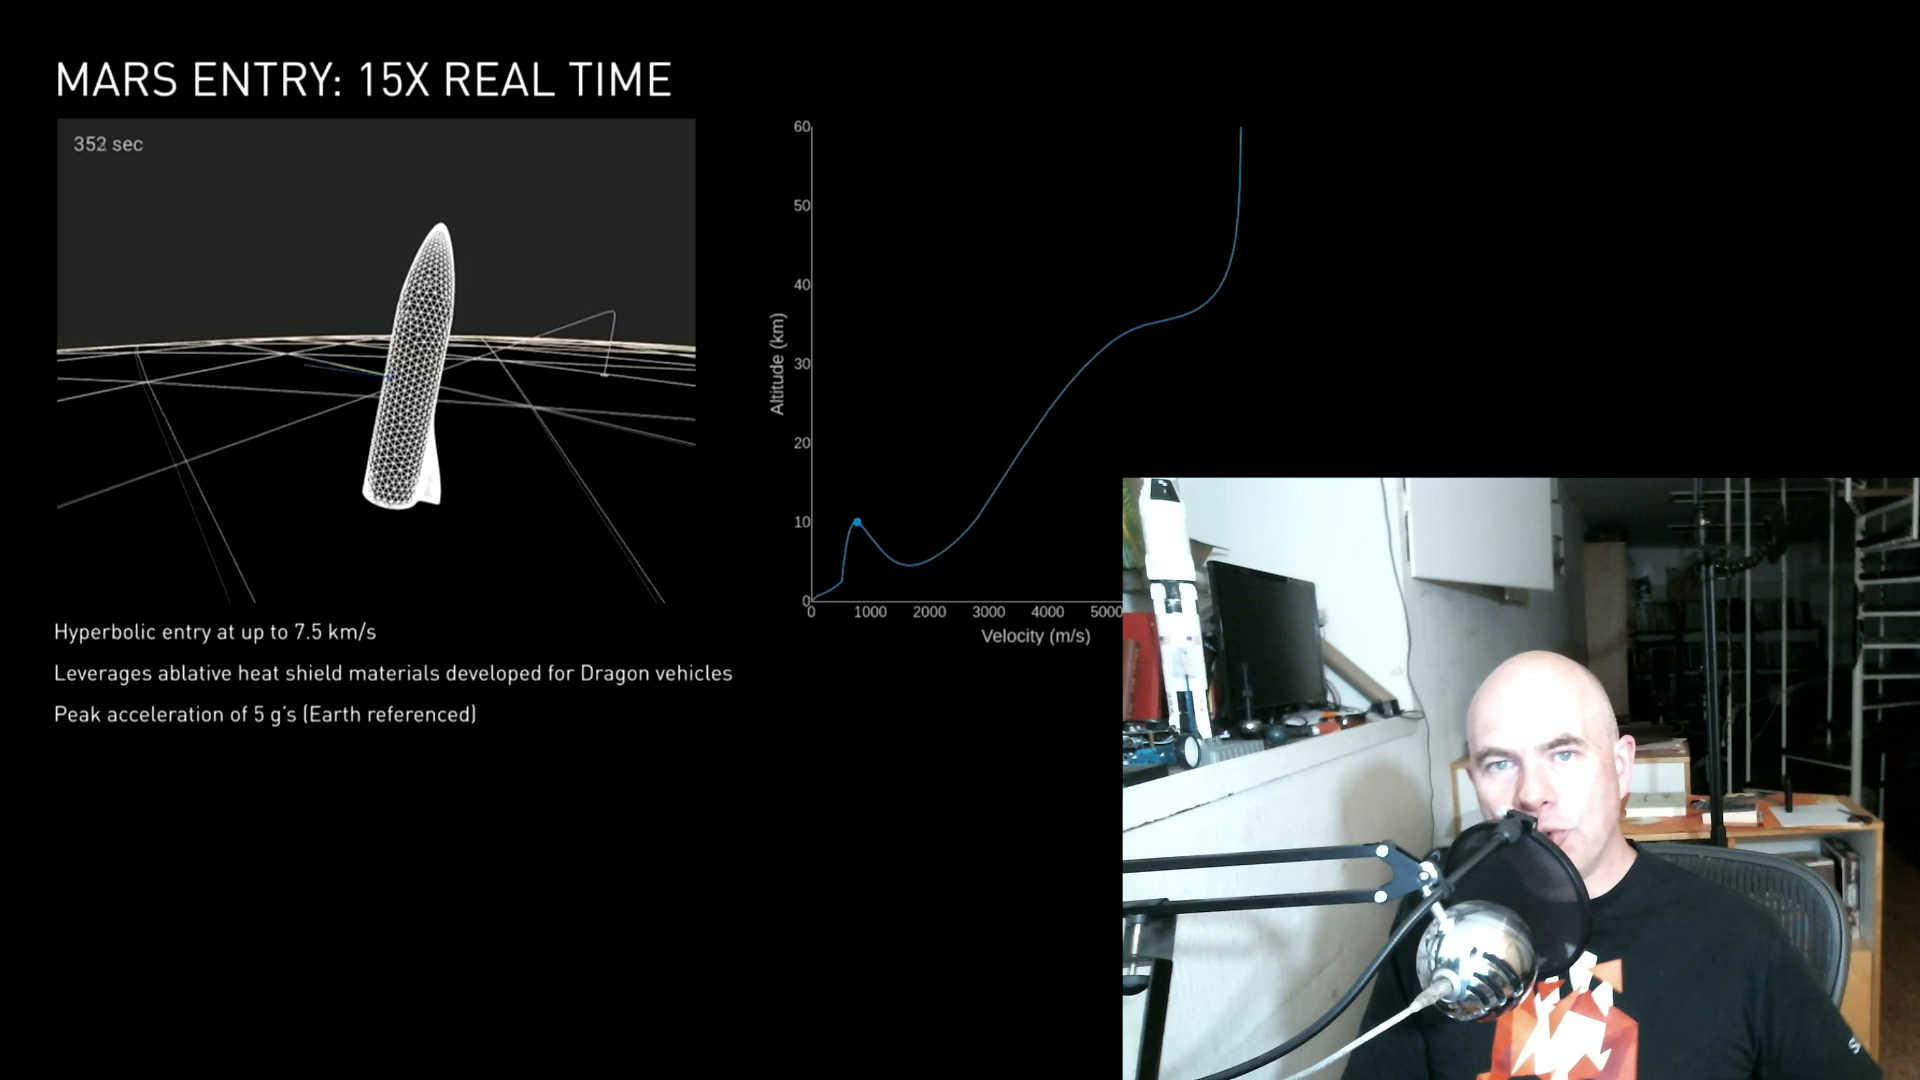 MARS ENTRY: 15X REAL TIME
352 sec
60
50
40
30
20
10
0
Altitude (km)
0 1000 2000 3000 4000 5000
Velocity (m/s)
Hyperbolic entry at up to 7.5 km/s
Leverages ablative heat shield materials developed for Dragon vehicles
Peak acceleration of 5 g's (Earth referenced)